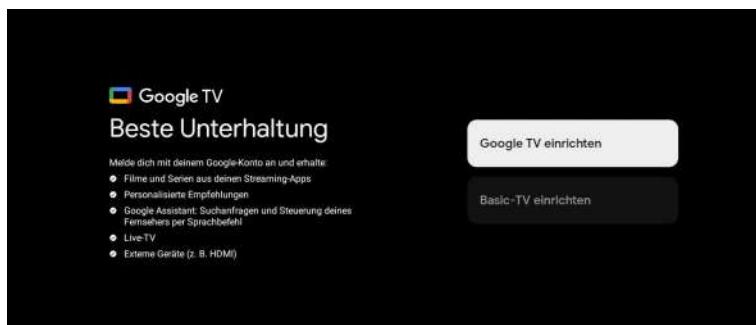 Google TV
Beste Unterhaltung
Melde dich mit deinem Google-Konto an und erhalte:
Filme und Serien aus deinen Streaming-Apps
Personalisierte Empfehlungen
Google Assistant: Suchanfragen und Steuerung deines
Fernsehers per Sprachbefehl
Live-TV
Externe Geräte (z. B. HDMI)
Google TV einrichten
Basic-TV einrichten